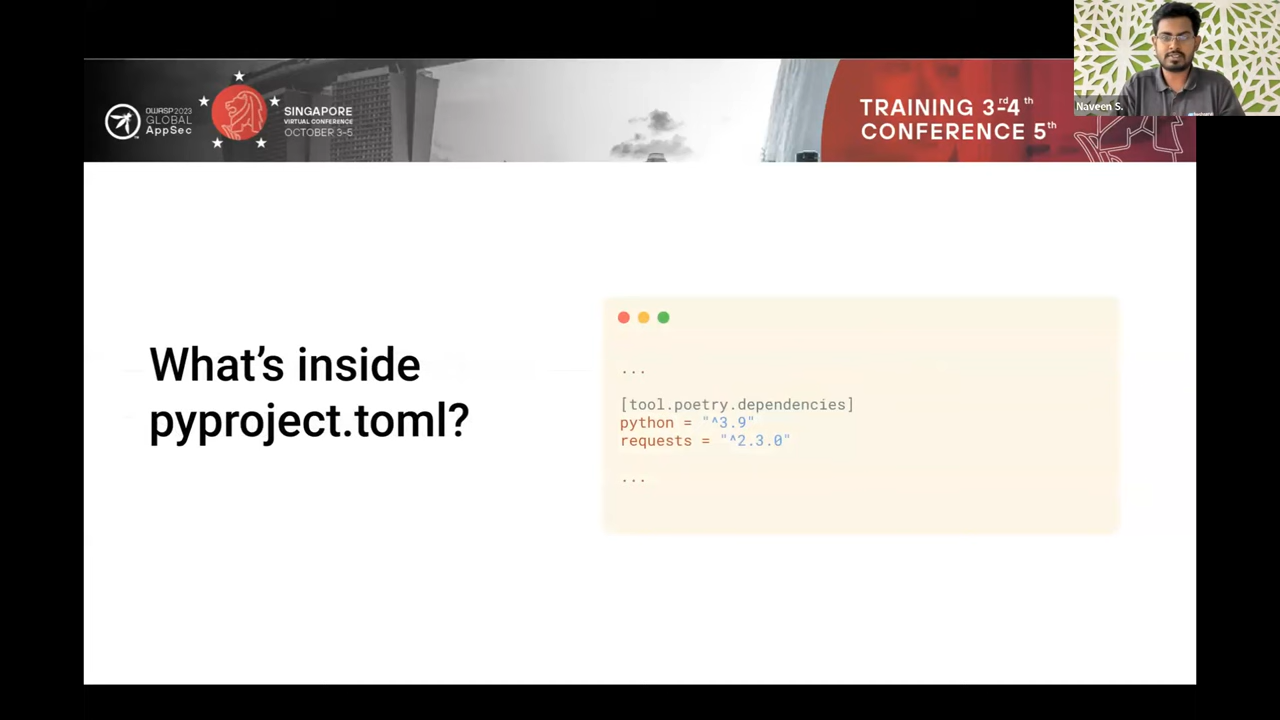 OWASP 2023
GLOBAL
AppSec
SINGAPORE
VIRTUAL CONFERENCE
OCTOBER 3-5
TRAINING 3rd-4th
CONFERENCE 5th
Naveen S.
What's inside
pyproject.toml?
...
[tool.poetry.dependencies]
python = "^3.9"
requests = "^2.3.0"
...